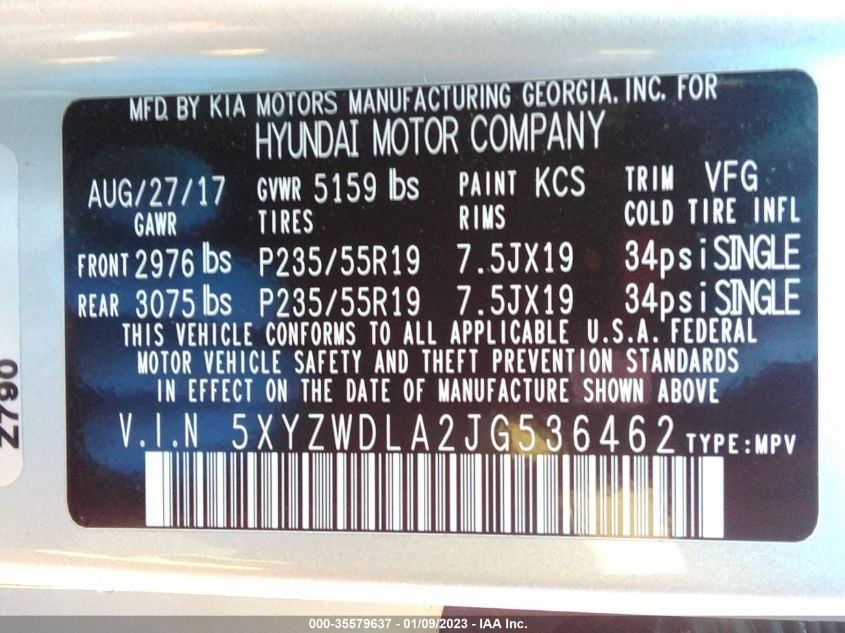 MFD. BY KIA MOTORS MANUFACTURING GEORGIA, INC. FOR
HYUNDAI MOTOR COMPANY
AUG/27/17 GVWR 5159 lbs PAINT KCS TRIM VFG
GAWR TIRES RIMS COLD TIRE INFL
FRONT 2976 lbs P235/55R19 7.5JX19 34psi SINGLE
REAR 3075 lbs P235/55R19 7.5JX19 34psi SINGLE
THIS VEHICLE CONFORMS TO ALL APPLICABLE U.S.A. FEDERAL
MOTOR VEHICLE SAFETY AND THEFT PREVENTION STANDARDS
IN EFFECT ON THE DATE OF MANUFACTURE SHOWN ABOVE
V.I.N 5XYZWDLA2JG536462 TYPE:MPV
Z790
000-35579637 - 01/09/2023 - IAA Inc.